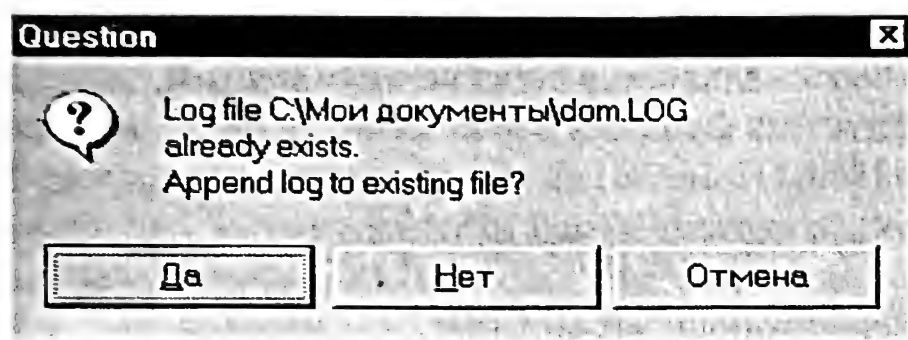 Question
Log file C:\Мои документы\dom.LOG
already exists.
Append log to existing file?
Да
Нет
Отмена